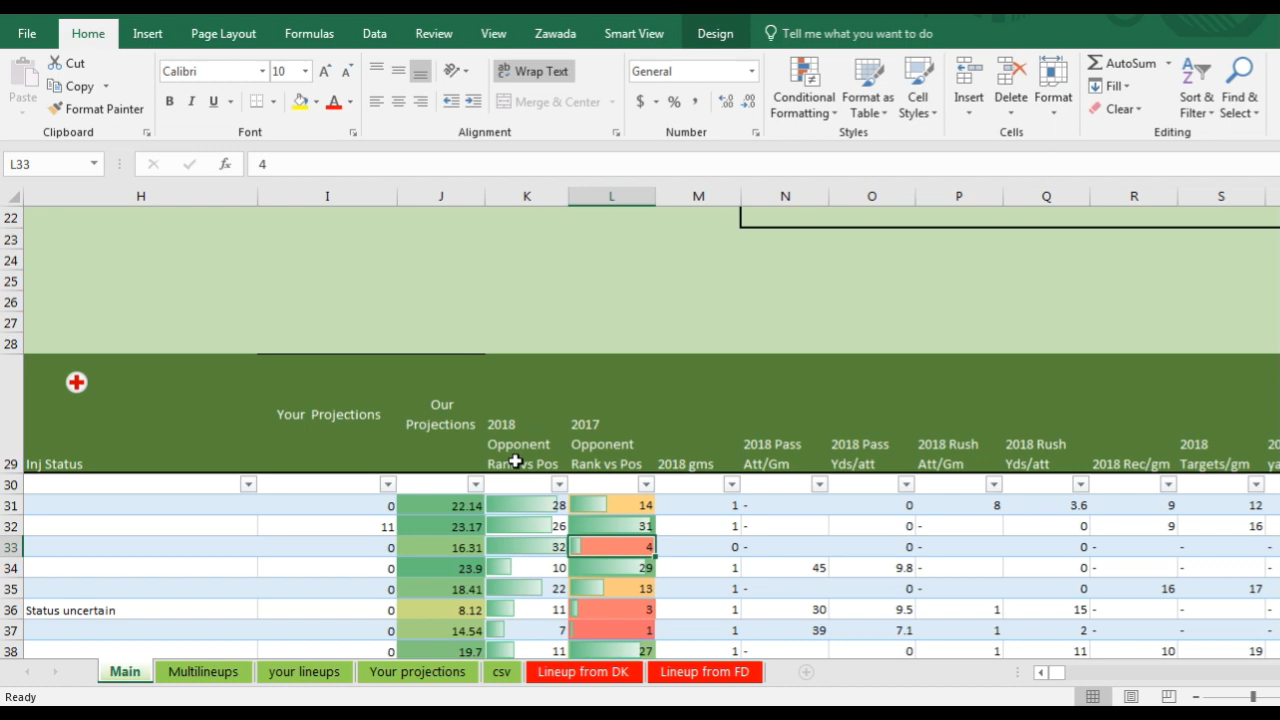 File Home Insert Page Layout Formulas Data Review View Zawada Smart View Design Tell me what you want to do
Paste Cut Copy Format Painter Clipboard
Calibri 10 A A B I U A Font
Wrap Text Merge & Center Alignment
General $ % , Number
Conditional Formatting Format as Table Cell Styles Styles
Insert Delete Format Cells
AutoSum Fill Clear Sort & Filter Find & Select Editing
L33 fx 4
H I J K L M N O P Q R S
22
23
24
25
26
27
28
29 Inj Status Your Projections Our Projections 2018 Opponent Rank vs Pos 2017 Opponent Rank vs Pos 2018 gms 2018 Pass Att/Gm 2018 Pass Yds/att 2018 Rush Att/Gm 2018 Rush Yds/att 2018 Rec/gm 2018 Targets/gm
30
31 0 22.14 28 14 1 - 0 8 3.6 9 12
32 11 23.17 26 31 1 - 0 - 0 9 16
33 0 16.31 32 4 0 - 0 - 0 - -
34 0 23.9 10 29 1 45 9.8 - 0 - -
35 0 18.41 22 13 1 - 0 - 0 16 17
36 Status uncertain 0 8.12 11 3 1 30 9.5 1 15 - -
37 0 14.54 7 1 1 39 7.1 1 2 - -
38 0 19.7 11 27 1 - 0 1 11 10 19
Main Multilineups your lineups Your projections csv Lineup from DK Lineup from FD
Ready